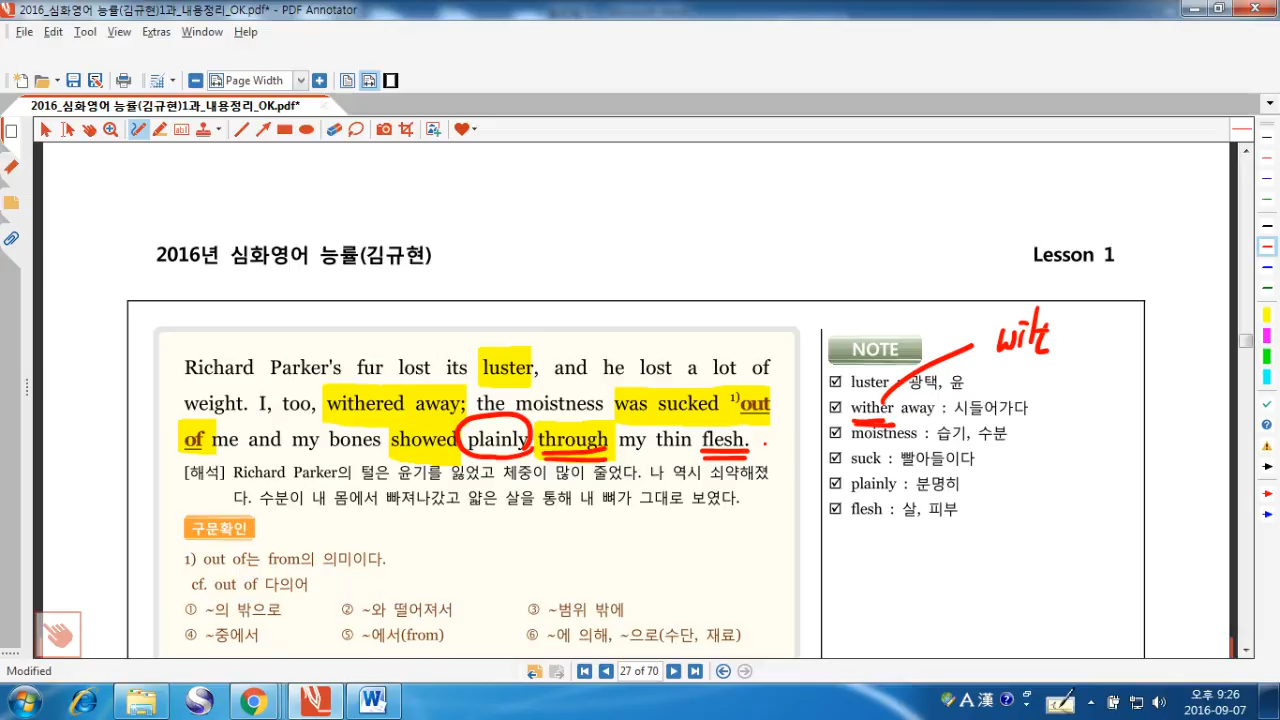 2016_심화영어 능률(김규현)1과_내용정리_OK.pdf* - PDF Annotator
File Edit Tool View Extras Window Help
Page Width
2016_심화영어 능률(김규현)1과_내용정리_OK.pdf*
2016년 심화영어 능률(김규현)
Lesson 1
Richard Parker's fur lost its luster, and he lost a lot of
weight. I, too, withered away; the moistness was sucked 1)out
of me and my bones showed plainly through my thin flesh.
[해석] Richard Parker의 털은 윤기를 잃었고 체중이 많이 줄었다. 나 역시 쇠약해졌
다. 수분이 내 몸에서 빠져나갔고 얇은 살을 통해 내 뼈가 그대로 보였다.
구문확인
1) out of는 from의 의미이다.
cf. out of 다의어
① ~의 밖으로 ② ~와 떨어져서 ③ ~범위 밖에
④ ~중에서 ⑤ ~에서(from) ⑥ ~에 의해, ~으로(수단, 재료)
wilt
NOTE
luster : 광택, 윤
wither away : 시들어가다
moistness : 습기, 수분
suck : 빨아들이다
plainly : 분명히
flesh : 살, 피부
Modified
27 of 70
A 漢
오후 9:26
2016-09-07